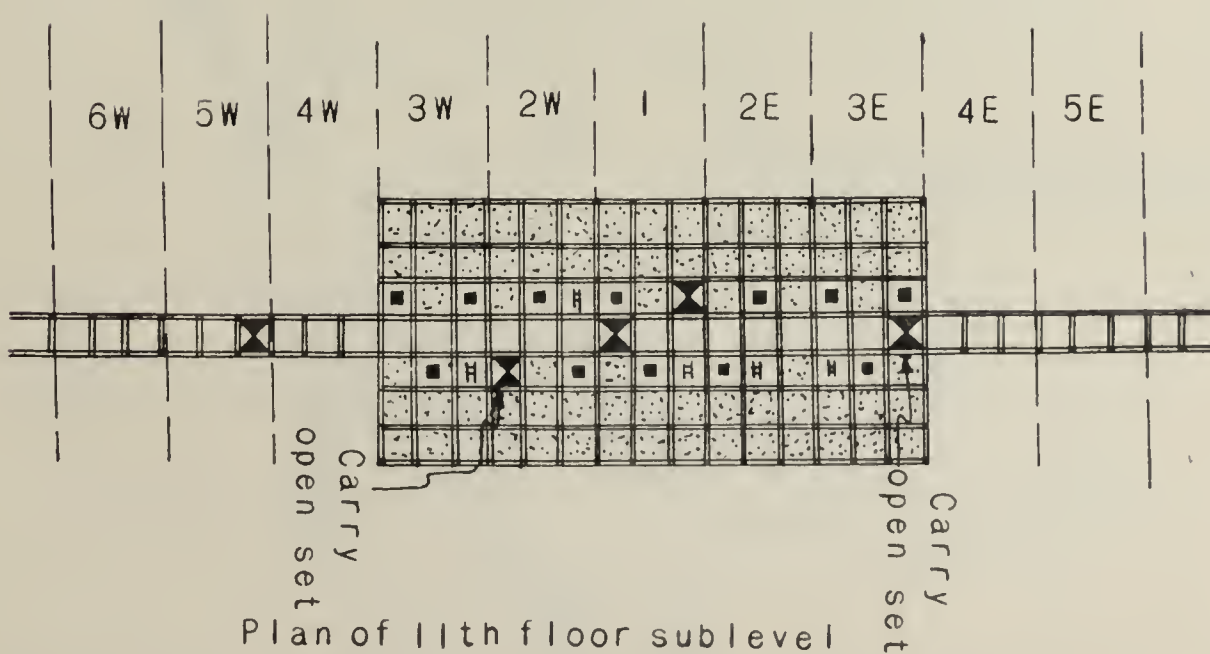 6W 5W 4W 3W 2W 1 2E 3E 4E 5E
Carry
open set
Carry
open set
Plan of 11th floor sublevel